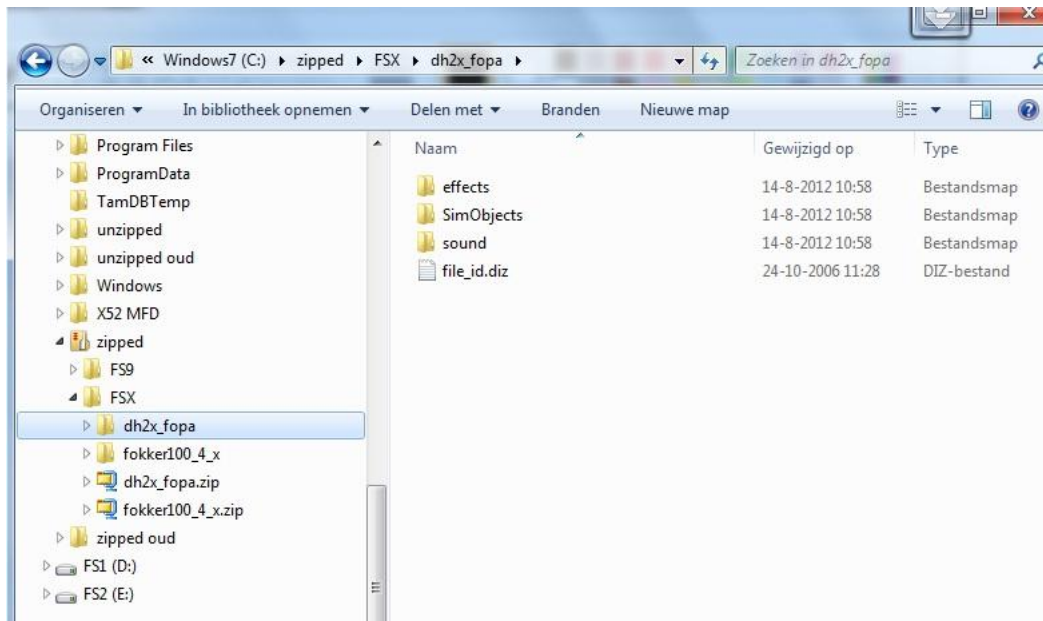 « Windows7 (C:) ▸ zipped ▸ FSX ▸ dh2x_fopa ▸
Zoeken in dh2x_fopa
Organiseren In bibliotheek opnemen Delen met Branden Nieuwe map
Program Files
ProgramData
TamDBTemp
unzipped
unzipped oud
Windows
X52 MFD
zipped
FS9
FSX
dh2x_fopa
fokker100_4_x
dh2x_fopa.zip
fokker100_4_x.zip
zipped oud
FS1 (D:)
FS2 (E:)
Naam Gewijzigd op Type
effects 14-8-2012 10:58 Bestandsmap
SimObjects 14-8-2012 10:58 Bestandsmap
sound 14-8-2012 10:58 Bestandsmap
file_id.diz 24-10-2006 11:28 DIZ-bestand